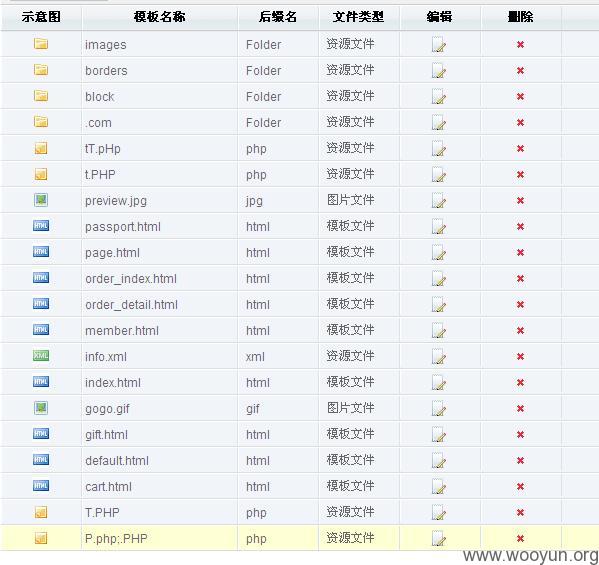 示意图 模板名称 后缀名 文件类型 编辑 删除
images Folder 资源文件
borders Folder 资源文件
block Folder 资源文件
.com Folder 资源文件
tT.pHp php 资源文件
t.PHP php 资源文件
preview.jpg jpg 图片文件
HTML passport.html html 模板文件
HTML page.html html 模板文件
HTML order_index.html html 模板文件
HTML order_detail.html html 模板文件
HTML member.html html 模板文件
XML info.xml xml 资源文件
HTML index.html html 模板文件
gogo.gif gif 图片文件
HTML gift.html html 模板文件
HTML default.html html 模板文件
HTML cart.html html 模板文件
T.PHP php 资源文件
P.php;.PHP php 资源文件
www.wooyun.org